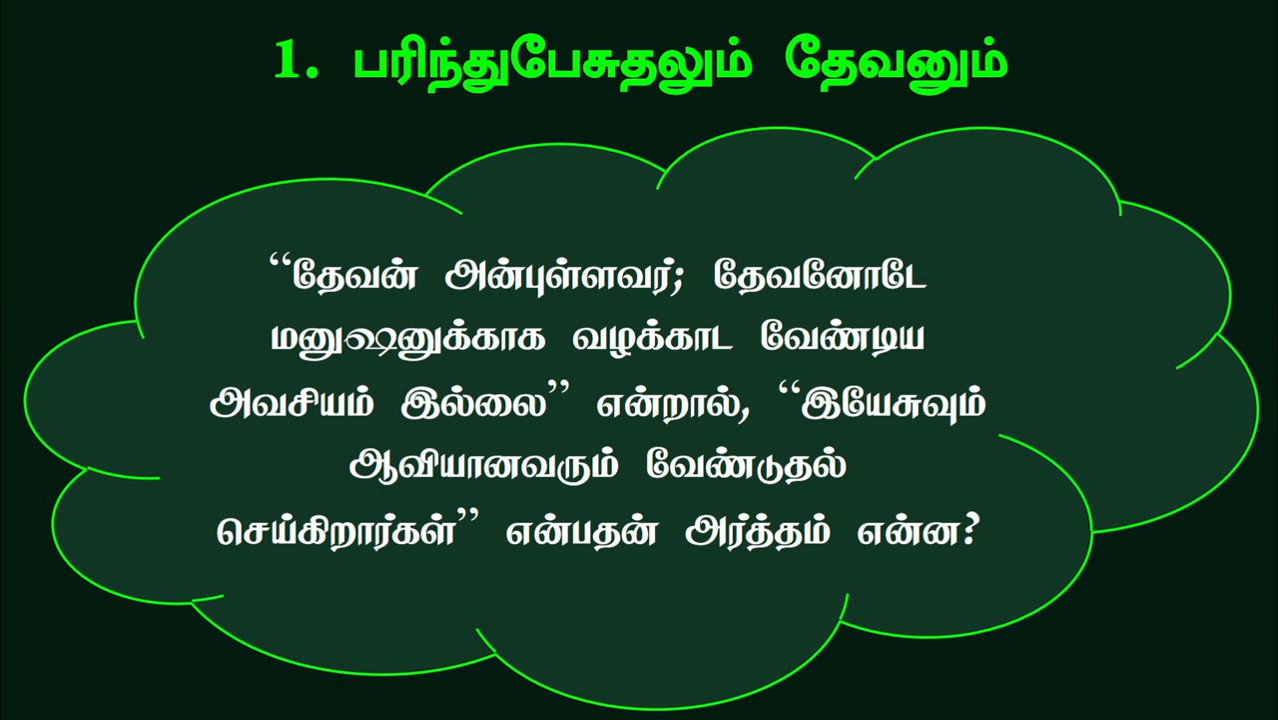 1. பரிந்துபேசுதலும் தேவனும்
“தேவன் அன்புள்ளவர்; தேவனோடே
மனுஷனுக்காக வழக்காட வேண்டிய
அவசியம் இல்லை” என்றால், “இயேசுவும்
ஆவியானவரும் வேண்டுதல்
செய்கிறார்கள்” என்பதன் அர்த்தம் என்ன?